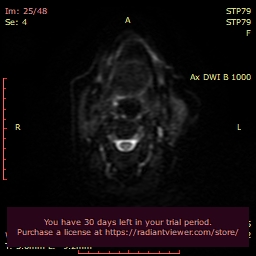 Im: 25/48
Se: 4
A
STP79
STP79
F
Ax DWI B 1000
R
L
You have 30 days left in your trial period.
Purchase a license at https://radiantviewer.com/store/